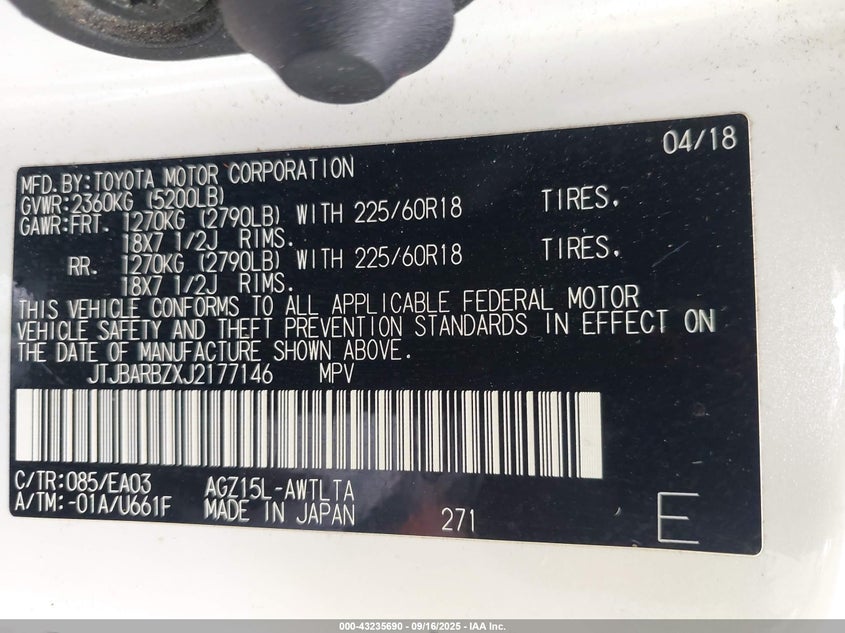 04/18
MFD.BY:TOYOTA MOTOR CORPORATION
GVWR:2360KG (5200LB)
GAWR:FRT. 1270KG (2790LB) WITH 225/60R18 TIRES.
18X7 1/2J RIMS.
RR. 1270KG (2790LB) WITH 225/60R18 TIRES.
18X7 1/2J RIMS.
THIS VEHICLE CONFORMS TO ALL APPLICABLE FEDERAL MOTOR
VEHICLE SAFETY AND THEFT PREVENTION STANDARDS IN EFFECT ON
THE DATE OF MANUFACTURE SHOWN ABOVE.
JTJBARBZXJ2177146 MPV
C/TR:085/EA03 AGZ15L-AWTLTA
A/TM:-01A/U661F MADE IN JAPAN 271 E
000-43235690 - 09/16/2025 - IAA Inc.